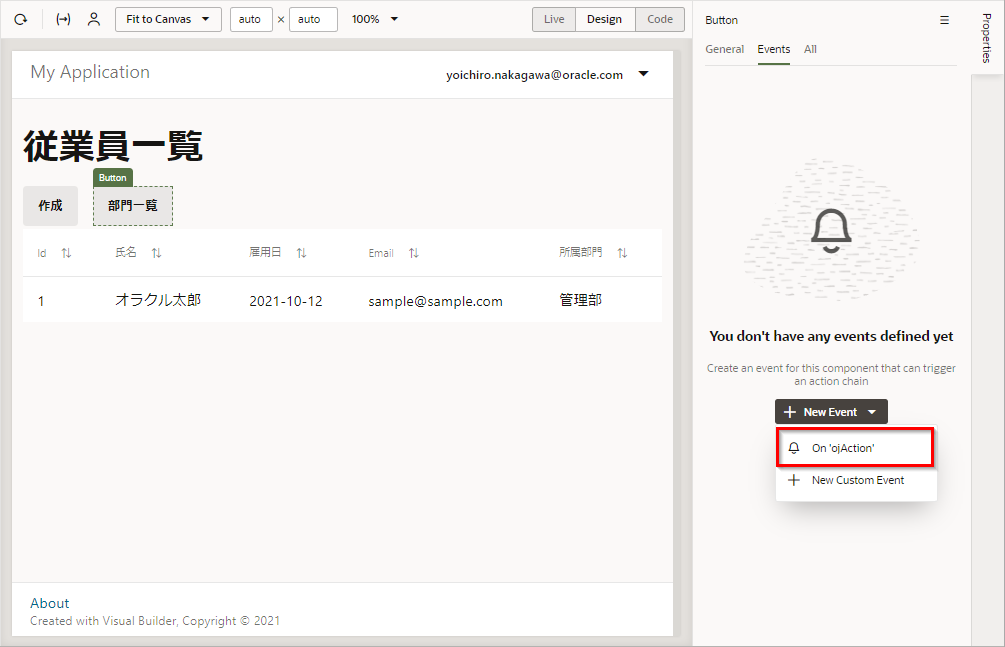 Fit to Canvas auto × auto 100% Live Design Code
My Application yoichiro.nakagawa@oracle.com
従業員一覧
Button
作成 部門一覧
Id 氏名 雇用日 Email 所属部門
1 オラクル太郎 2021-10-12 sample@sample.com 管理部
About
Created with Visual Builder, Copyright © 2021
Button
General Events All
You don't have any events defined yet
Create an event for this component that can trigger
an action chain
New Event
On 'ojAction'
New Custom Event
Properties